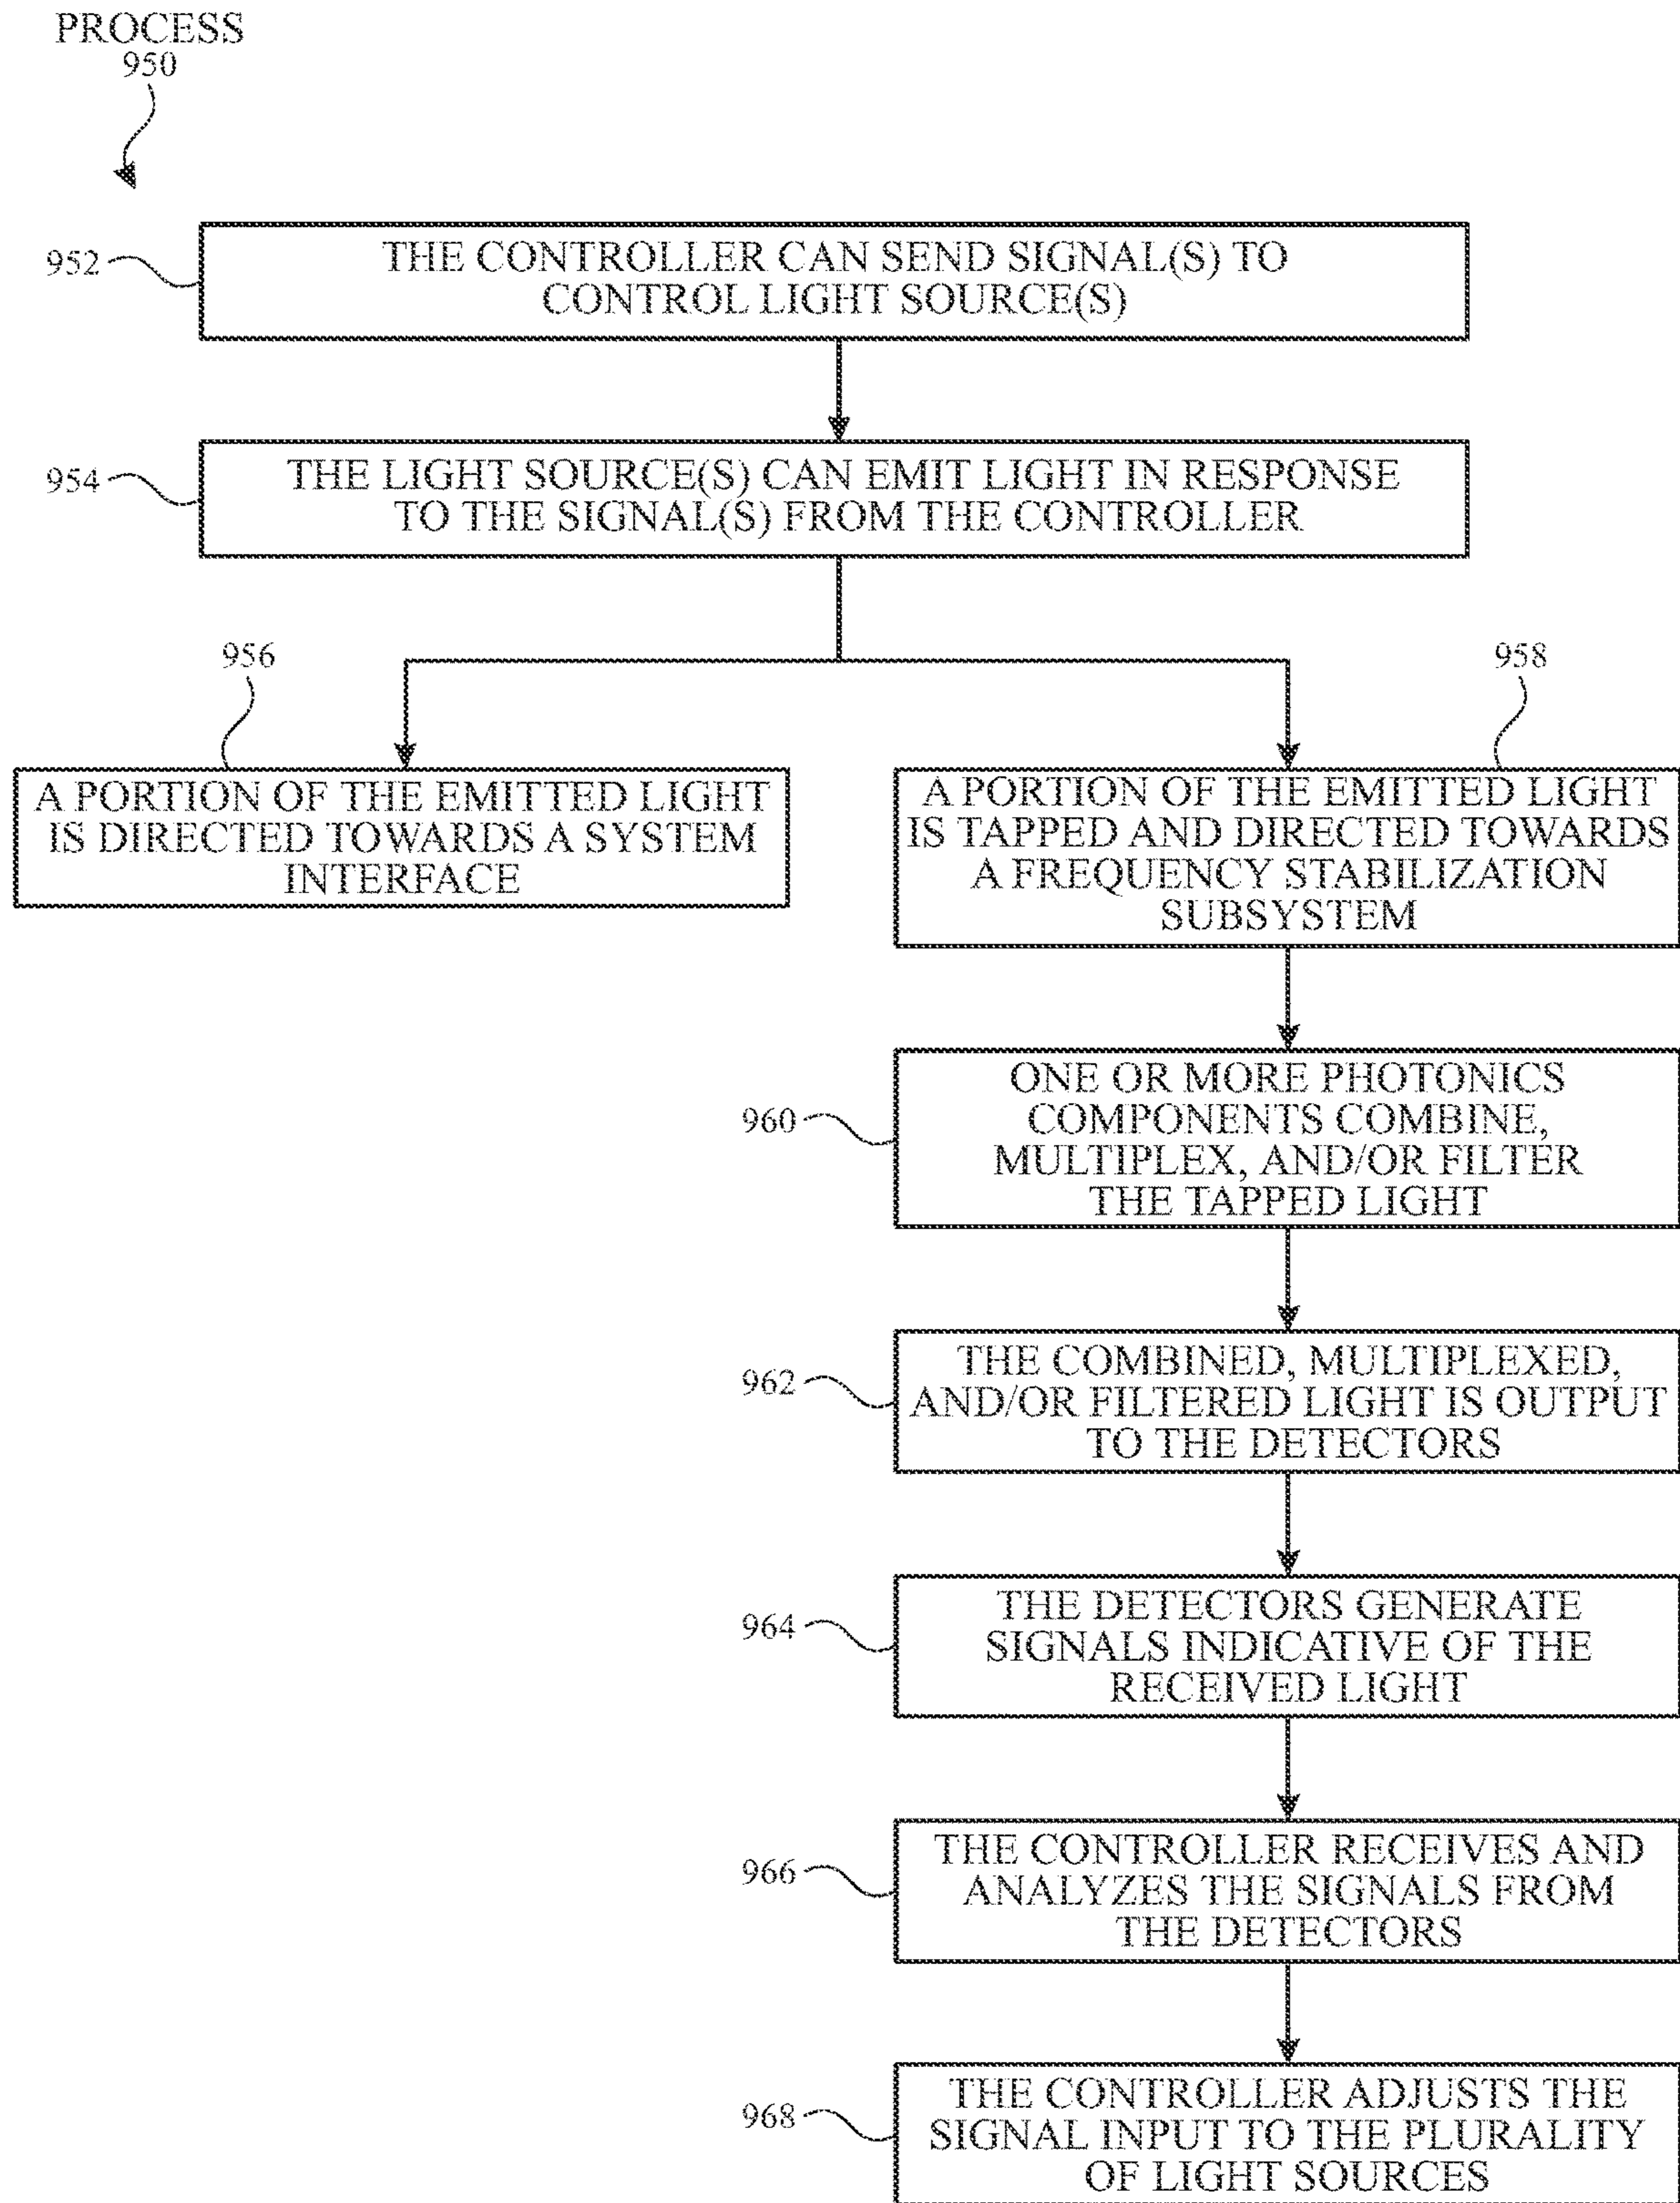 PROCESS
950
952
THE CONTROLLER CAN SEND SIGNAL(S) TO
CONTROL LIGHT SOURCE(S)
954
THE LIGHT SOURCE(S) CAN EMIT LIGHT IN RESPONSE
TO THE SIGNAL(S) FROM THE CONTROLLER
956
A PORTION OF THE EMITTED LIGHT
IS DIRECTED TOWARDS A SYSTEM
INTERFACE
958
A PORTION OF THE EMITTED LIGHT
IS TAPPED AND DIRECTED TOWARDS
A FREQUENCY STABILIZATION
SUBSYSTEM
960
ONE OR MORE PHOTONICS
COMPONENTS COMBINE,
MULTIPLEX, AND/OR FILTER
THE TAPPED LIGHT
962
THE COMBINED, MULTIPLEXED,
AND/OR FILTERED LIGHT IS OUTPUT
TO THE DETECTORS
964
THE DETECTORS GENERATE
SIGNALS INDICATIVE OF THE
RECEIVED LIGHT
966
THE CONTROLLER RECEIVES AND
ANALYZES THE SIGNALS FROM
THE DETECTORS
968
THE CONTROLLER ADJUSTS THE
SIGNAL INPUT TO THE PLURALITY
OF LIGHT SOURCES